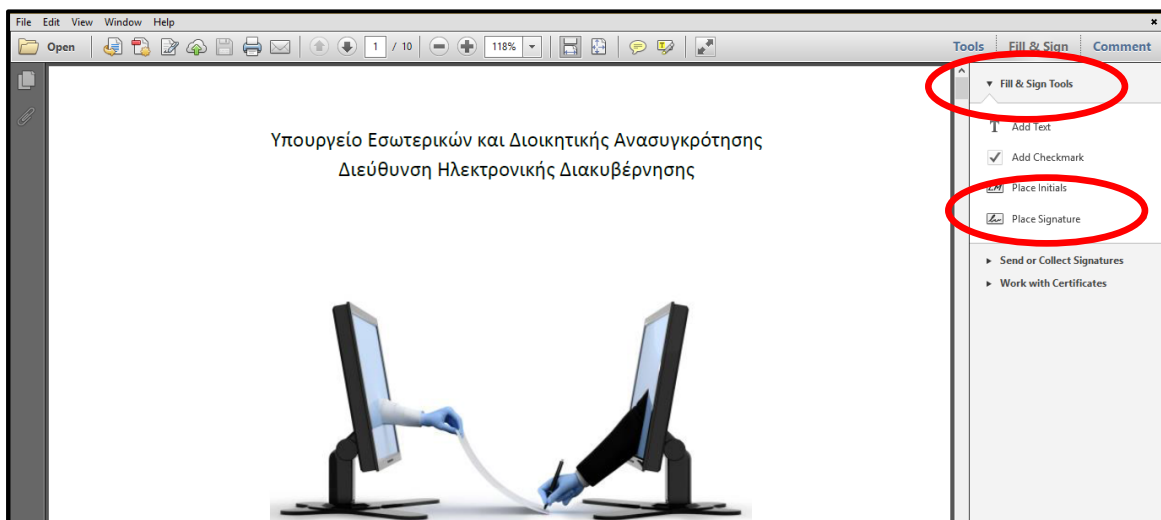 File Edit View Window Help
Open 1 / 10 118% Tools Fill & Sign Comment
Fill & Sign Tools
Add Text
Add Checkmark
Place Initials
Place Signature
Send or Collect Signatures
Work with Certificates
Υπουργείο Εσωτερικών και Διοικητικής Ανασυγκρότησης
Διεύθυνση Ηλεκτρονικής Διακυβέρνησης